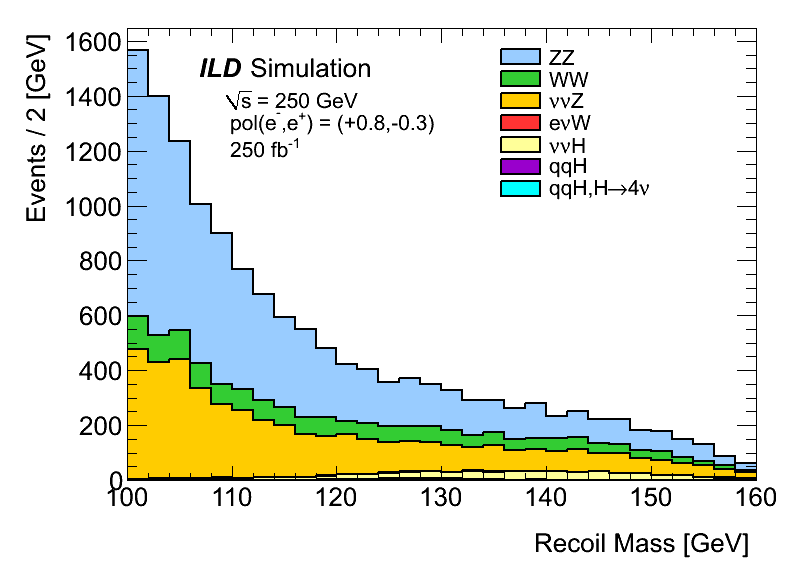 Events / 2 [GeV]
1600
1400
1200
1000
800
600
400
200
0
100
110
120
130
140
150
160
Recoil Mass [GeV]
ILD Simulation
√s = 250 GeV
pol(e⁻,e⁺) = (+0.8,-0.3)
250 fb⁻¹
ZZ
WW
ννZ
eνW
ννH
qqH
qqH,H→4ν